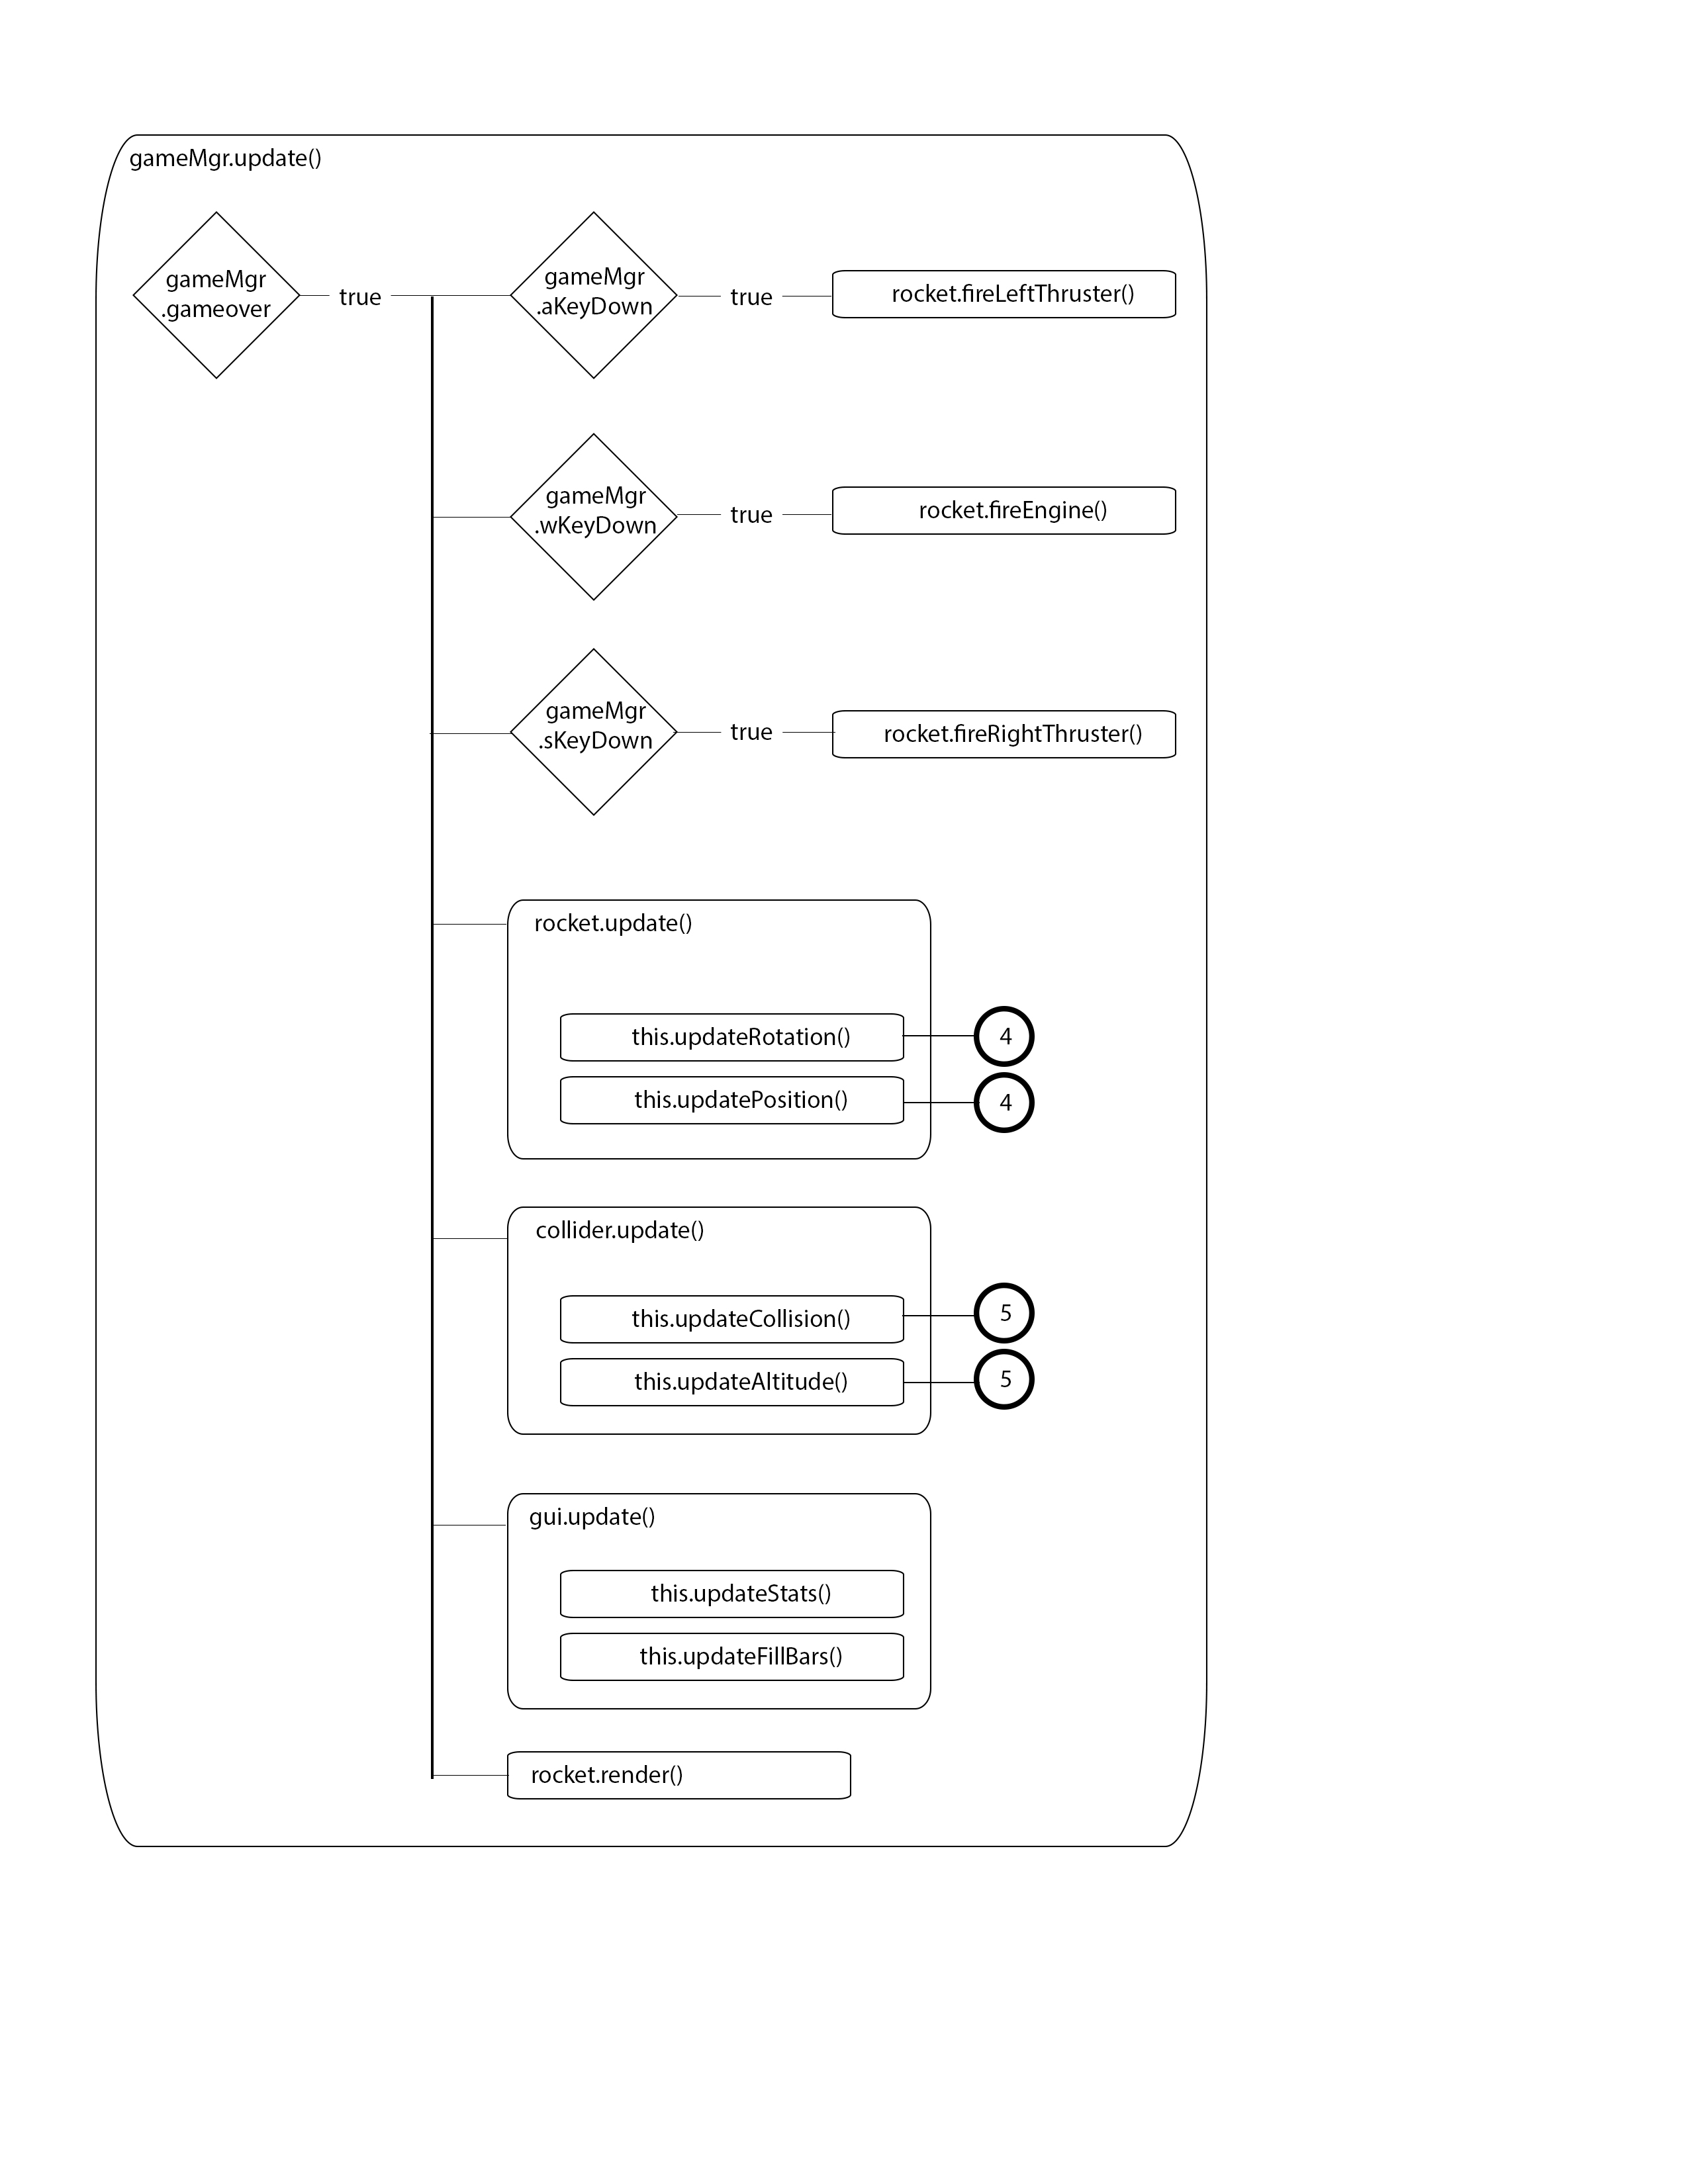 gameMgr.update()
gameMgr
.gameover
true
gameMgr
.aKeyDown
true
rocket.fireLeftThruster()
gameMgr
.wKeyDown
true
rocket.fireEngine()
gameMgr
.sKeyDown
true
rocket.fireRightThruster()
rocket.update()
this.updateRotation()
4
this.updatePosition()
4
collider.update()
this.updateCollision()
5
this.updateAltitude()
5
gui.update()
this.updateStats()
this.updateFillBars()
rocket.render()